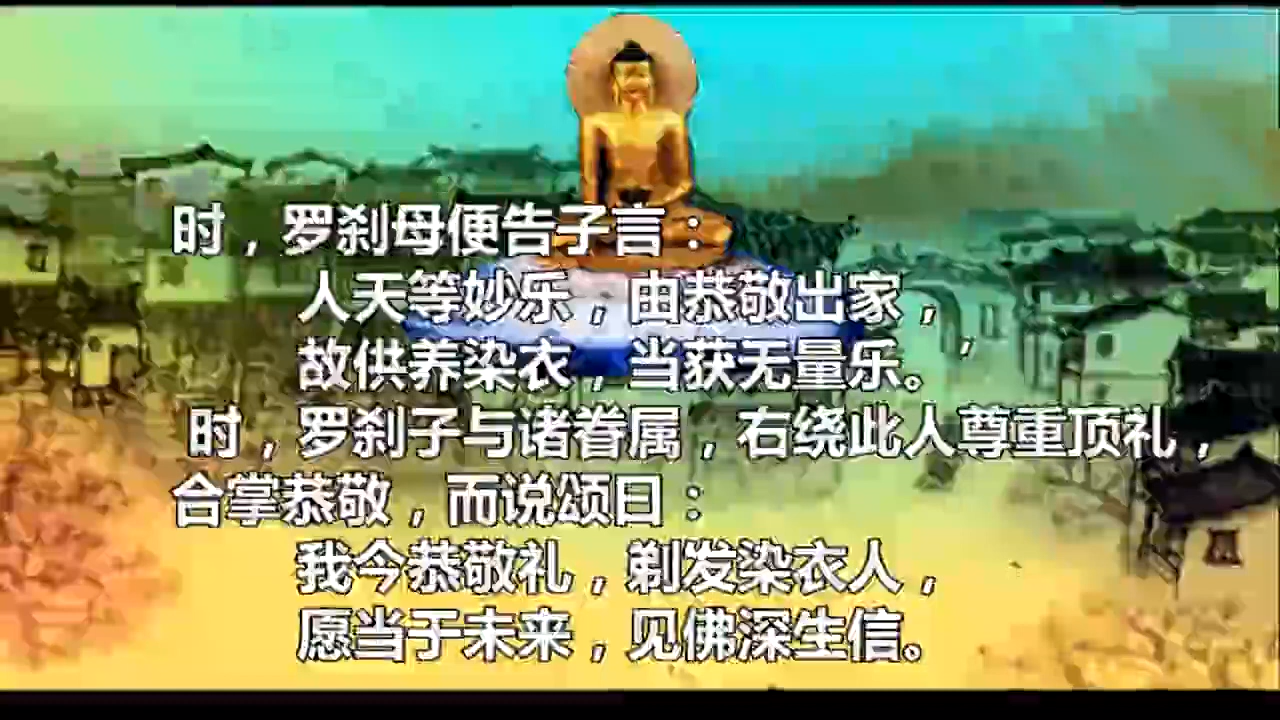 时，罗刹母便告子言：
人天等妙乐，由恭敬出家，
故供养染衣，当获无量乐。
时，罗刹子与诸眷属，右绕此人尊重顶礼，
合掌恭敬，而说颂曰：
我今恭敬礼，剃发染衣人，
愿当于未来，见佛深生信。